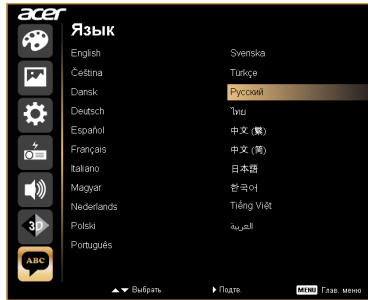 acer
Язык
English
Čeština
Dansk
Deutsch
Español
Français
Italiano
Magyar
Nederlands
Polski
Português
Svenska
Türkçe
Русский
ไทย
中文 (繁)
中文 (简)
日本語
한국어
Tiếng Việt
العربية
3D
ABC
Выбрать
Подтв.
MENU Глав. меню